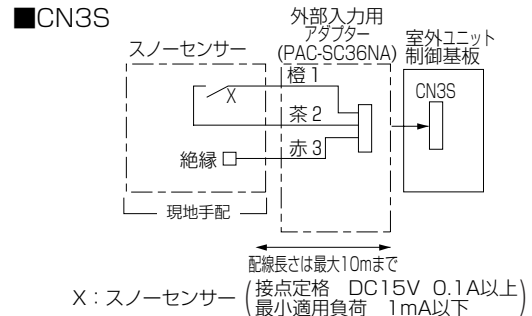 ■CN3S
外部入力用
アダプター
(PAC-SC36NA)
スノーセンサー
室外ユニット
制御基板
橙 1
CN3S
X
茶 2
赤 3
絶縁
現地手配
配線長さは最大10mまで
X：スノーセンサー（接点定格 DC15V 0.1A以上
最小適用負荷 1mA以下）